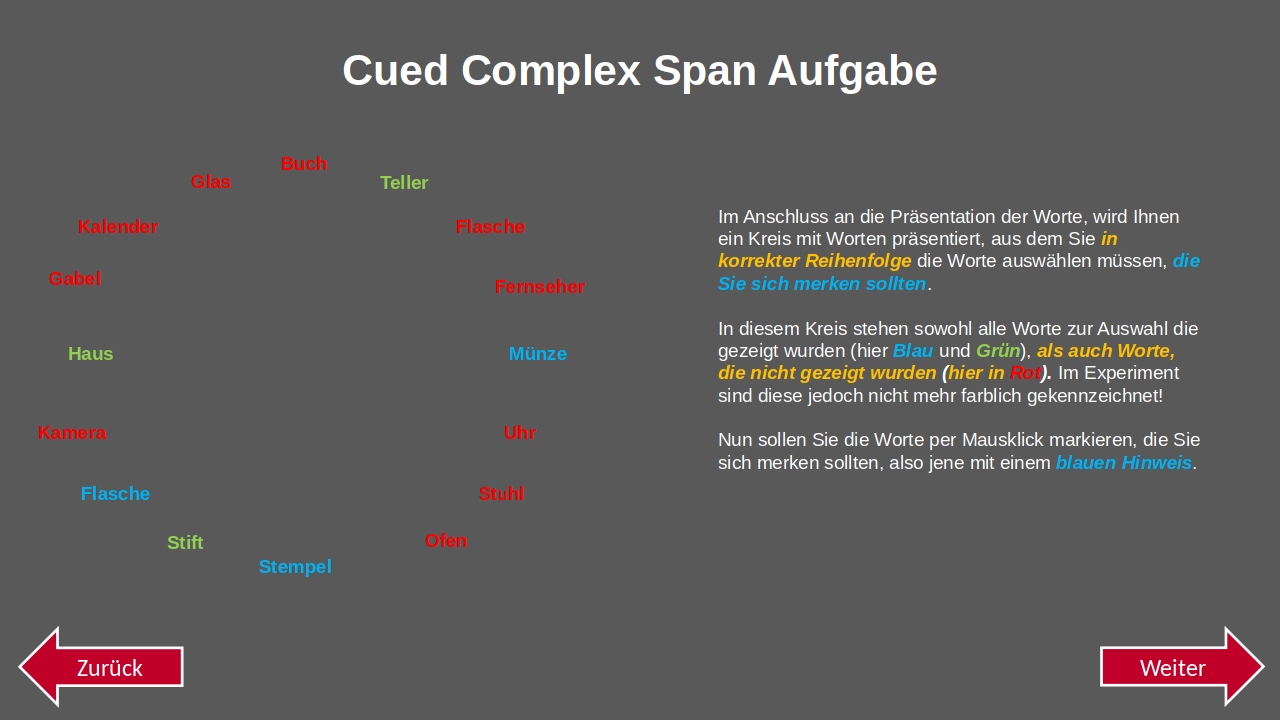 Cued Complex Span Aufgabe
Buch
Glas
Teller
Kalender
Flasche
Gabel
Fernseher
Haus
Münze
Kamera
Uhr
Flasche
Stuhl
Stift
Ofen
Stempel
Im Anschluss an die Präsentation der Worte, wird Ihnen
ein Kreis mit Worten präsentiert, aus dem Sie in
korrekter Reihenfolge die Worte auswählen müssen, die
Sie sich merken sollten.
In diesem Kreis stehen sowohl alle Worte zur Auswahl die
gezeigt wurden (hier Blau und Grün), als auch Worte,
die nicht gezeigt wurden (hier in Rot). Im Experiment
sind diese jedoch nicht mehr farblich gekennzeichnet!
Nun sollen Sie die Worte per Mausklick markieren, die Sie
sich merken sollten, also jene mit einem blauen Hinweis.
Zurück
Weiter